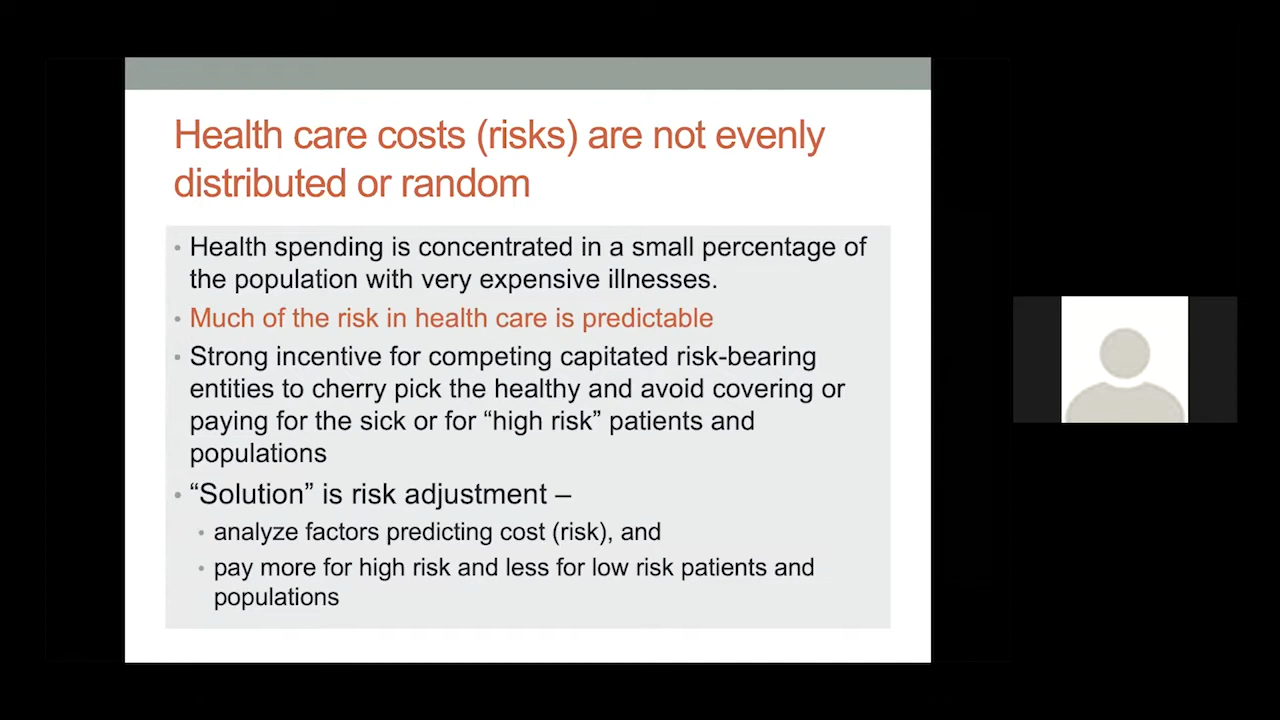 Health care costs (risks) are not evenly
distributed or random
• Health spending is concentrated in a small percentage of
the population with very expensive illnesses.
• Much of the risk in health care is predictable
• Strong incentive for competing capitated risk-bearing
entities to cherry pick the healthy and avoid covering or
paying for the sick or for “high risk” patients and
populations
• “Solution” is risk adjustment –
• analyze factors predicting cost (risk), and
• pay more for high risk and less for low risk patients and
populations